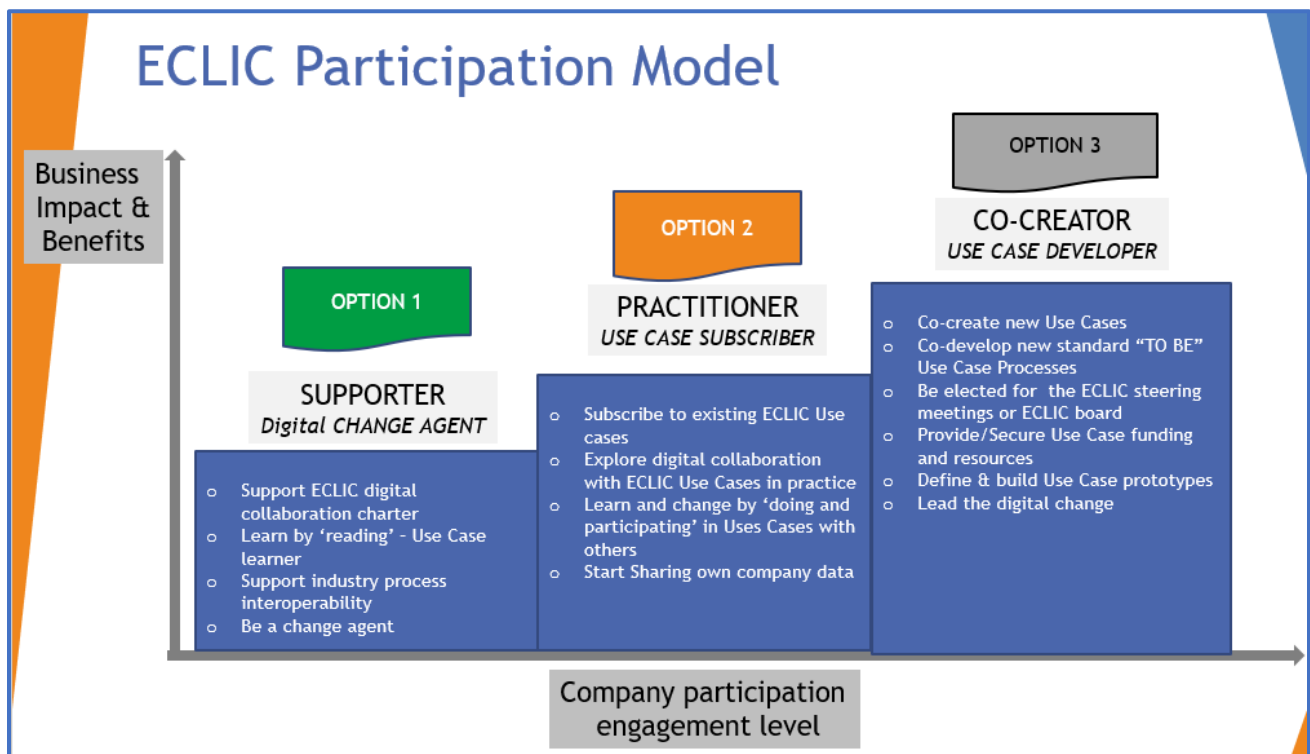 ECLIC Participation Model
Business
Impact &
Benefits
OPTION 1
SUPPORTER
Digital CHANGE AGENT
o Support ECLIC digital
collaboration charter
o Learn by ‘reading’ – Use Case
learner
o Support industry process
interoperability
o Be a change agent
OPTION 2
PRACTITIONER
USE CASE SUBSCRIBER
o Subscribe to existing ECLIC Use
cases
o Explore digital collaboration
with ECLIC Use Cases in practice
o Learn and change by ‘doing and
participating’ in Uses Cases with
others
o Start Sharing own company data
OPTION 3
CO-CREATOR
USE CASE DEVELOPER
o Co-create new Use Cases
o Co-develop new standard “TO BE”
Use Case Processes
o Be elected for the ECLIC steering
meetings or ECLIC board
o Provide/Secure Use Case funding
and resources
o Define & build Use Case prototypes
o Lead the digital change
Company participation
engagement level